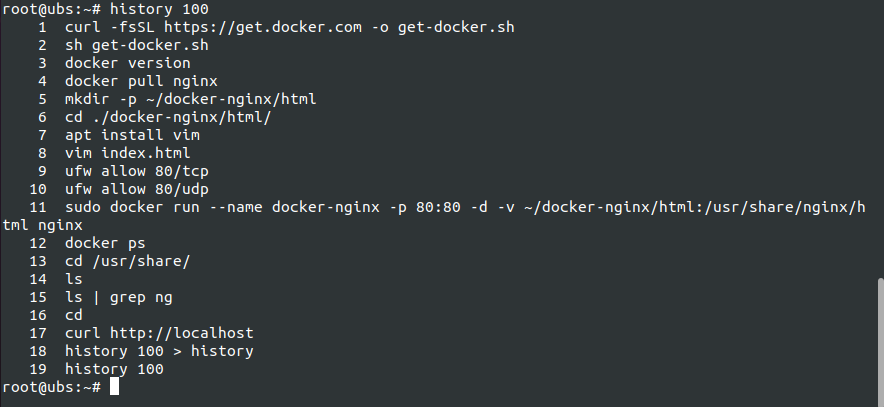 root@ubs:~# history 100
    1  curl -fsSL https://get.docker.com -o get-docker.sh
    2  sh get-docker.sh
    3  docker version
    4  docker pull nginx
    5  mkdir -p ~/docker-nginx/html
    6  cd ./docker-nginx/html/
    7  apt install vim
    8  vim index.html
    9  ufw allow 80/tcp
   10  ufw allow 80/udp
   11  sudo docker run --name docker-nginx -p 80:80 -d -v ~/docker-nginx/html:/usr/share/nginx/h
tml nginx
   12  docker ps
   13  cd /usr/share/
   14  ls
   15  ls | grep ng
   16  cd
   17  curl http://localhost
   18  history 100 > history
   19  history 100
root@ubs:~#